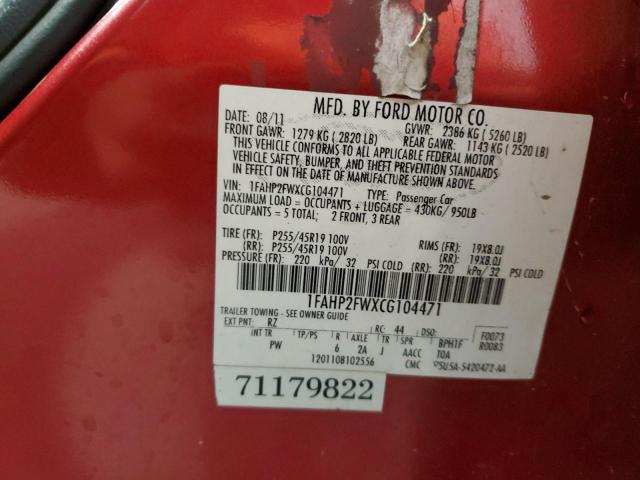 MFD. BY FORD MOTOR CO.
DATE: 08/11 GVWR: 2386 KG ( 5260 LB)
FRONT GAWR: 1279 KG ( 2820 LB) REAR GAWR: 1143 KG ( 2520 LB)
THIS VEHICLE CONFORMS TO ALL APPLICABLE FEDERAL MOTOR
VEHICLE SAFETY, BUMPER, AND THEFT PREVENTION STANDARDS
IN EFFECT ON THE DATE OF MANUFACTURE SHOWN ABOVE.
VIN: 1FAHP2FWXCG104471 TYPE: Passenger Car
MAXIMUM LOAD = OCCUPANTS + LUGGAGE = 430KG/ 950LB
OCCUPANTS = 5 TOTAL; 2 FRONT, 3 REAR
TIRE (FR): P255/45R19 100V RIMS (FR): 19X8.0J
(RR): P255/45R19 100V (RR): 19X8.0J
PRESSURE (FR): 220 kPa/ 32 PSI COLD (RR): 220 kPa/ 32 PSI COLD
1FAHP2FWXCG104471
TRAILER TOWING - SEE OWNER GUIDE
EXT PNT: RZ RC: 44 DSO: F0073
INT TR TP/PS R AXLE TR SPR BPH1F R0083
PW 6 2A J AACC TOA
1201108102556 CMC 5U5A-5420472-AA
71179822